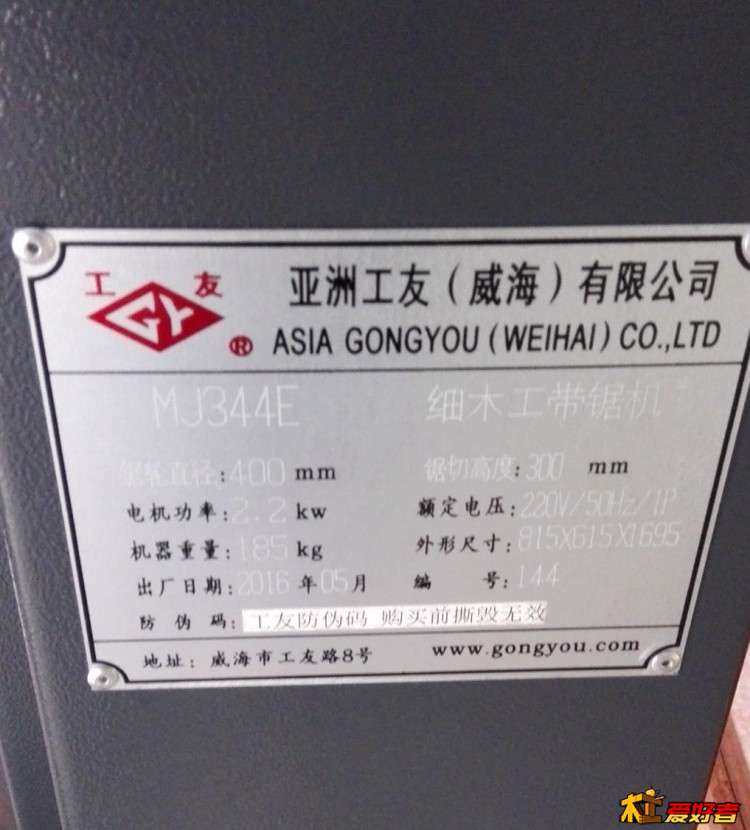 工 GY 友 ®
亚洲工友（威海）有限公司
ASIA GONGYOU (WEIHAI) CO.,LTD
MJ344E 细木工带锯机
锯轮直径:400 mm 锯切高度:300 mm
电机功率:2.2 kw 额定电压:220V/50Hz/1P
机器重量:185 kg 外形尺寸:815X615X1695
出厂日期:2016 年05月 编 号:144
防 伪 码:工友防伪码 购买前撕毁无效
地址: 威海市工友路8号 www.gongyou.com
木工爱好者